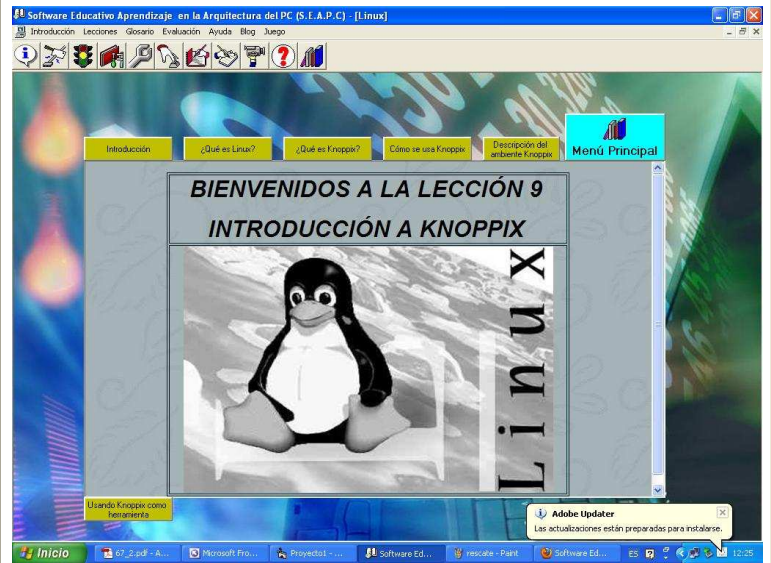 Software Educativo Aprendizaje en la Arquitectura del PC (S.E.A.P.C) - [Linux]
Introducción Lecciones Glosario Evaluación Ayuda Blog Juego
Introducción
¿Qué es Linux?
¿Qué es Knoppix?
Cómo se usa Knoppix
Descripción del
ambiente Knoppix
Menú Principal
BIENVENIDOS A LA LECCIÓN 9
INTRODUCCIÓN A KNOPPIX
Linux
Usando Knoppix como
herramienta
Adobe Updater
Las actualizaciones están preparadas para instalarse.
Inicio
67_2.pdf - A...
Microsoft Fro...
Proyecto1 - ...
Software Ed...
rescate - Paint
Software Ed...
ES
12:25